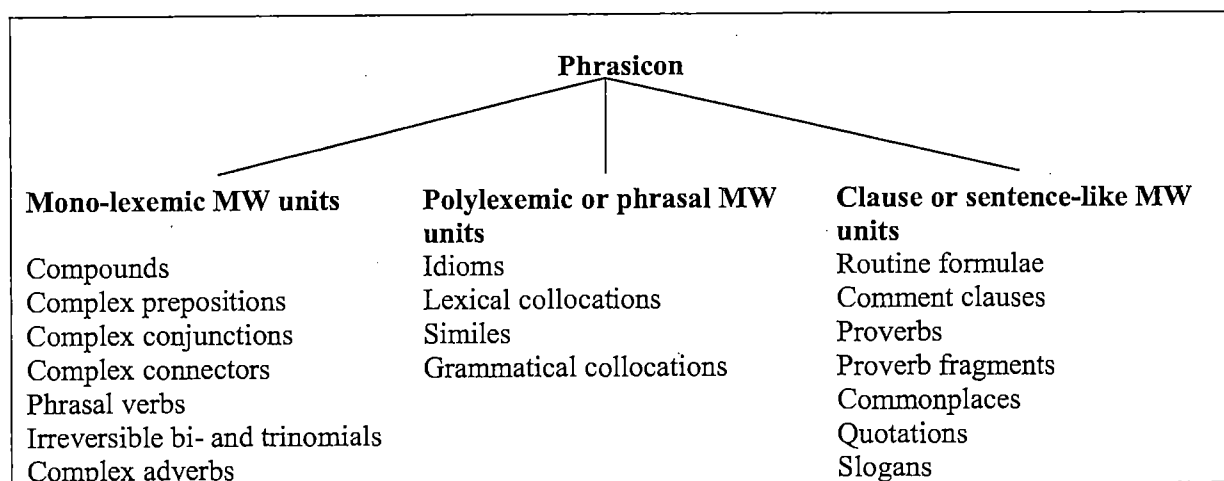 Phrasicon
Mono-lexemic MW units
Compounds
Complex prepositions
Complex conjunctions
Complex connectors
Phrasal verbs
Irreversible bi- and trinomials
Complex adverbs
Polylexemic or phrasal MW
units
Idioms
Lexical collocations
Similes
Grammatical collocations
Clause or sentence-like MW
units
Routine formulae
Comment clauses
Proverbs
Proverb fragments
Commonplaces
Quotations
Slogans